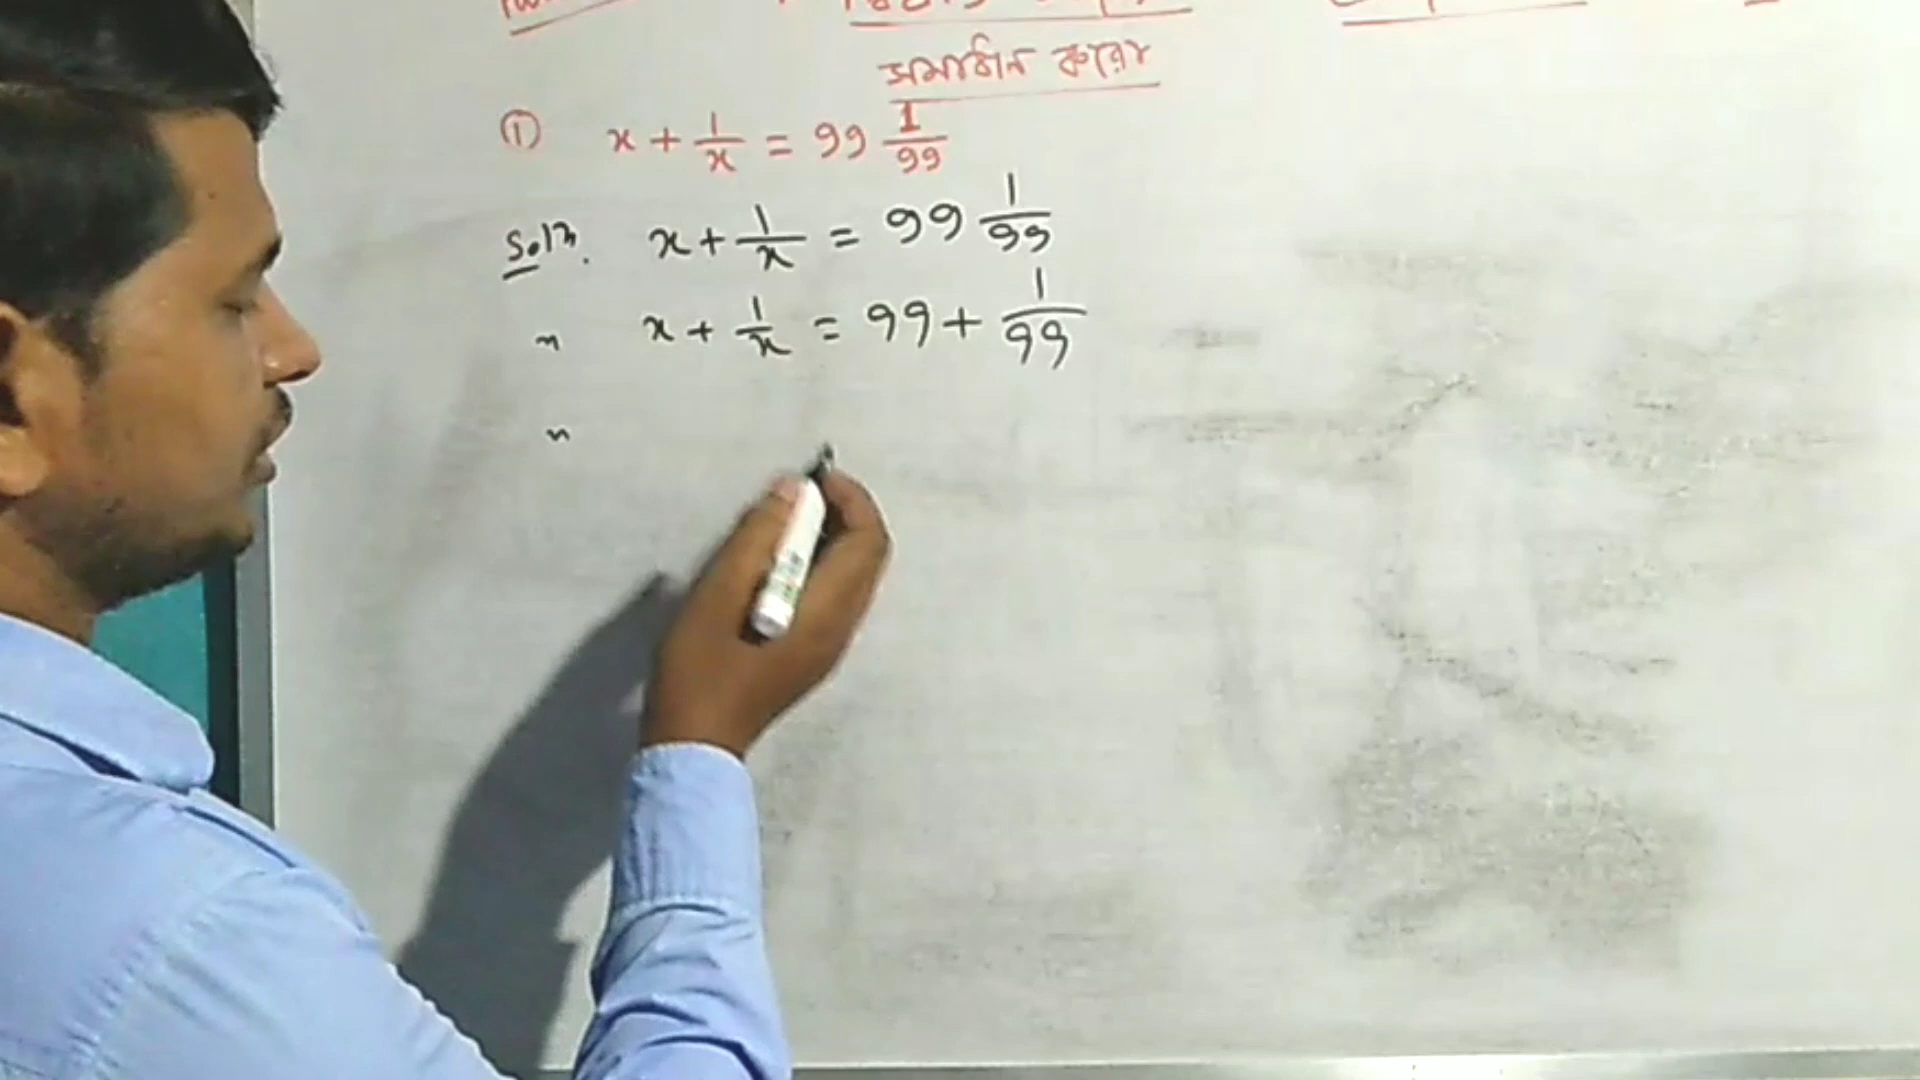 সমাধান করো
① x + 1/x = 99 1/99
Soln. x + 1/x = 99 1/99
" x + 1/x = 99 + 1/99
"